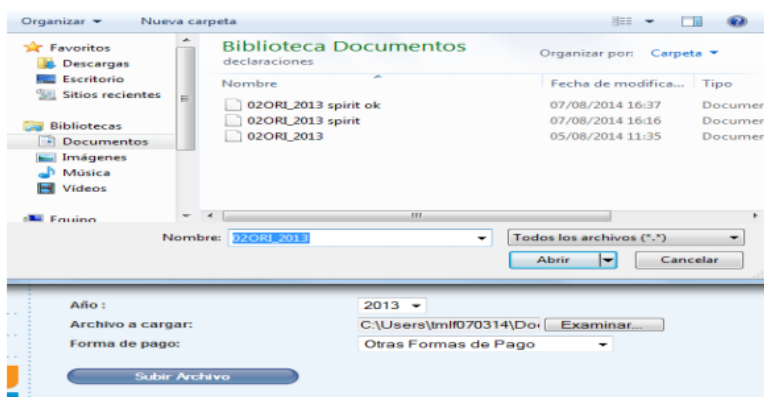 Organizar Nueva carpeta
Favoritos
Descargas
Escritorio
Sitios recientes
Bibliotecas
Documentos
Imágenes
Música
Vídeos
Equipo
Biblioteca Documentos
declaraciones
Organizar por: Carpeta
Nombre Fecha de modifica... Tipo
02ORI_2013 spirit ok 07/08/2014 16:37 Documer
02ORI_2013 spirit 07/08/2014 16:16 Documer
02ORI_2013 05/08/2014 11:35 Documer
Nombre: 02ORI_2013 Todos los archivos (*.*)
Abrir Cancelar
Año : 2013
Archivo a cargar: C:\Users\tmlf070314\Do Examinar...
Forma de pago: Otras Formas de Pago
Subir Archivo